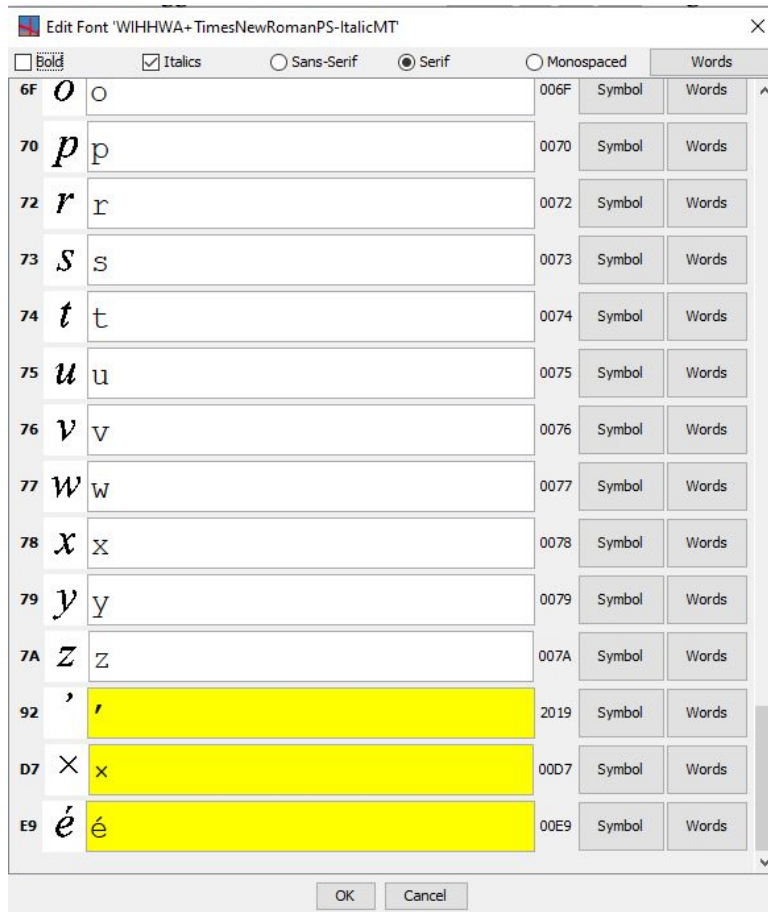 Edit Font 'WIHHWA+TimesNewRomanPS-ItalicMT'
Bold Italics Sans-Serif Serif Monospaced Words
6F o o 006F Symbol Words
70 p p 0070 Symbol Words
72 r r 0072 Symbol Words
73 s s 0073 Symbol Words
74 t t 0074 Symbol Words
75 u u 0075 Symbol Words
76 v v 0076 Symbol Words
77 w w 0077 Symbol Words
78 x x 0078 Symbol Words
79 y y 0079 Symbol Words
7A z z 007A Symbol Words
92 ’ ’ 2019 Symbol Words
D7 × × 00D7 Symbol Words
E9 é é 00E9 Symbol Words
OK Cancel